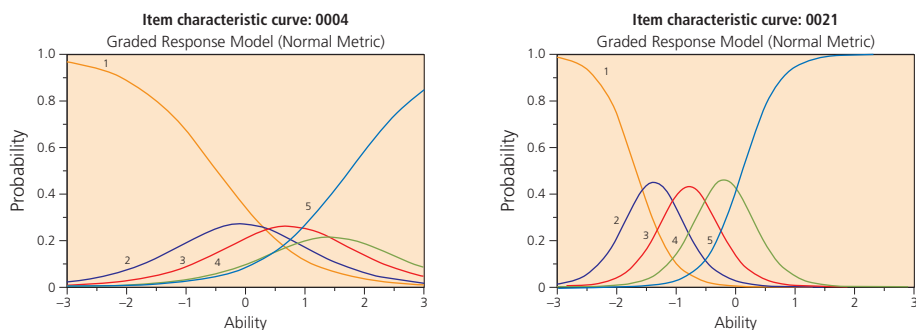 Item characteristic curve: 0004
Graded Response Model (Normal Metric)
1.0
0.8
0.6
0.4
0.2
0
Probability
1
2
3
4
5
–3 –2 –1 0 1 2 3
Ability
Item characteristic curve: 0021
Graded Response Model (Normal Metric)
1.0
0.8
0.6
0.4
0.2
0
Probability
1
2
3
4
5
–3 –2 –1 0 1 2 3
Ability